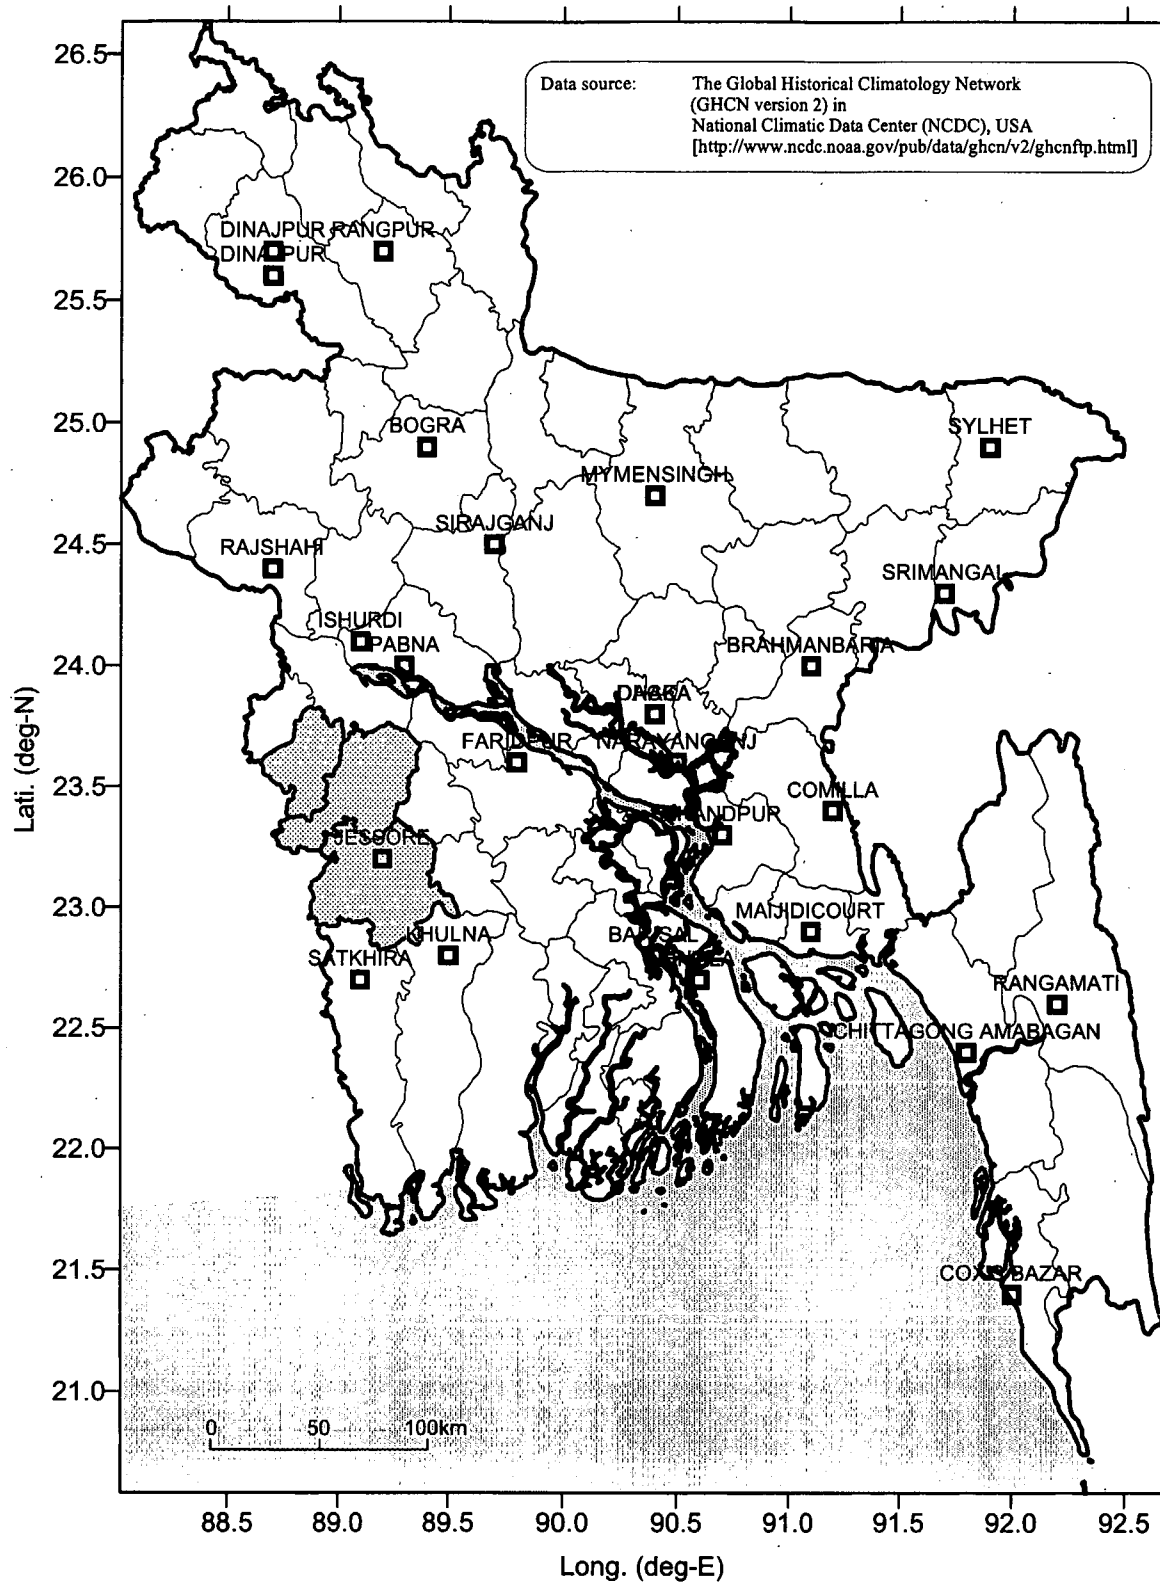 26.5
Data source: The Global Historical Climatology Network
(GHCN version 2) in
National Climatic Data Center (NCDC), USA
[http://www.ncdc.noaa.gov/pub/data/ghcn/v2/ghcnftp.html]
26.0
DINAJPUR RANGPUR
DINAJPUR
25.5
25.0
BOGRA
SYLHET
MYMENSINGH
SIRAJGANJ
24.5
RAJSHAHI
SRIMANGAL
ISHURDI
PABNA
BRAHMANBARIA
24.0
Lati. (deg-N)
FARIDPUR
NARAYANGANJ
23.5
COMILLA
CHANDPUR
JESSORE
23.0
MAIJIDICOURT
KHULNA
BARISAL
SATKHIRA
RANGAMATI
22.5
CHITTAGONG AMABAGAN
22.0
21.5
COX'S BAZAR
21.0
0 50 100km
88.5 89.0 89.5 90.0 90.5 91.0 91.5 92.0 92.5
Long. (deg-E)